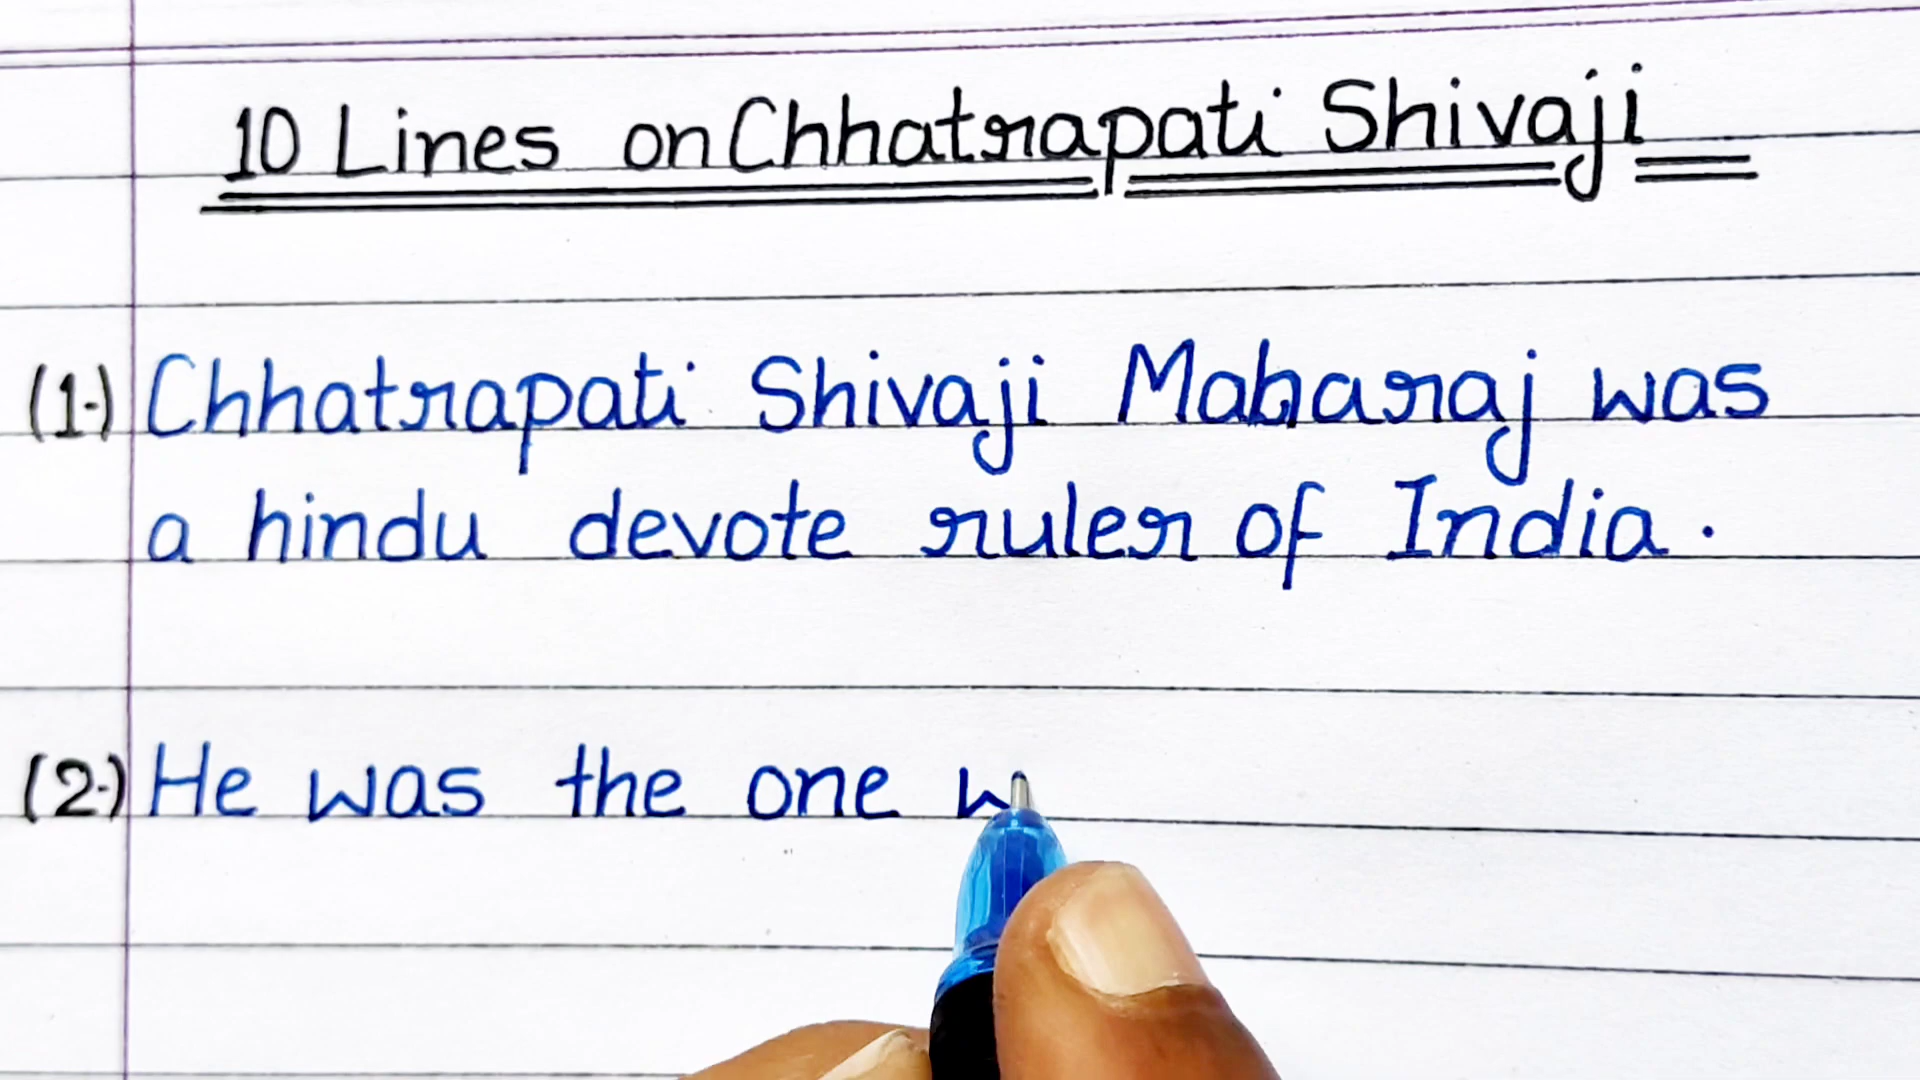 10 Lines on Chhatrapati Shivaji
(1.) Chhatrapati Shivaji Maharaj was
a hindu devote ruler of India.
(2.) He was the one w